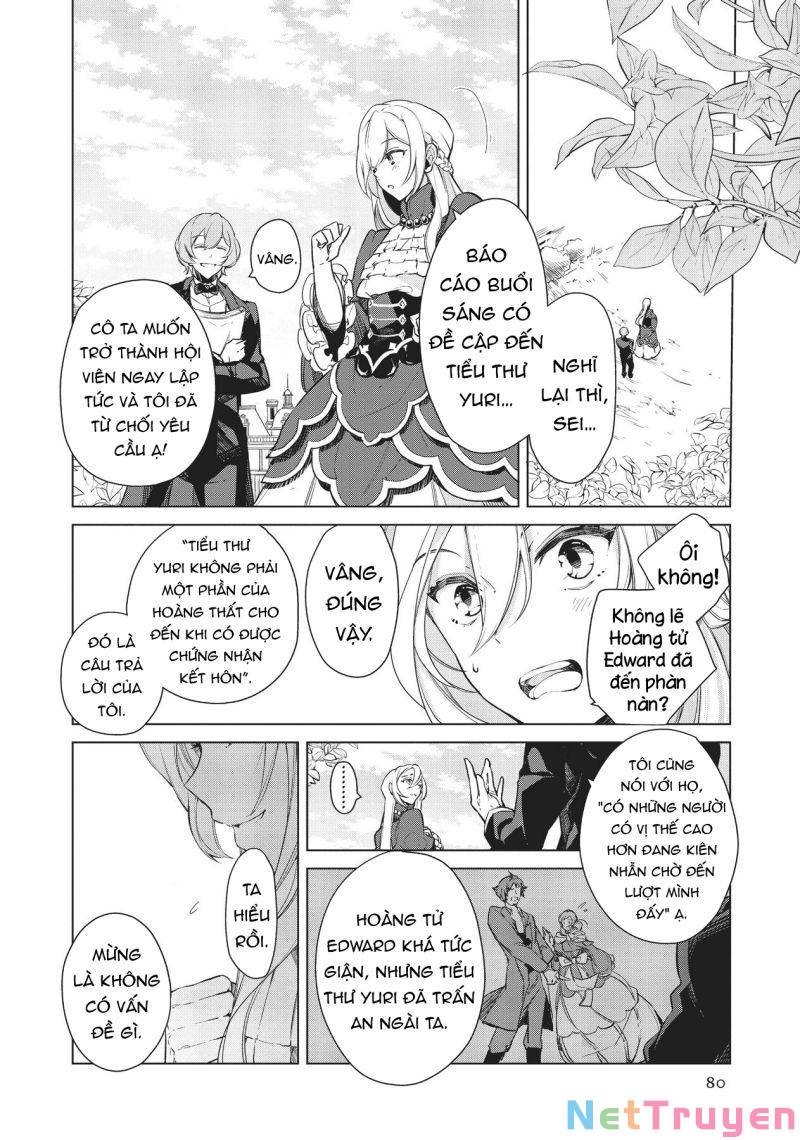 NGHĨ
LẠI THÌ,
SEI...
BÁO
CÁO BUỔI
SÁNG CÓ
ĐỀ CẬP ĐẾN
TIỂU THƯ
YURI...
VÂNG.
CÔ TA MUỐN
TRỞ THÀNH HỘI
VIÊN NGAY LẬP
TỨC VÀ TÔI ĐÃ
TỪ CHỐI YÊU
CẦU Ạ!
Ôi
không!
Không lẽ
Hoàng tử
Edward đã
đến phàn
nàn?
VÂNG,
ĐÚNG
VẬY.
"TIỂU THƯ
YURI KHÔNG PHẢI
MỘT PHẦN CỦA
HOÀNG THẤT CHO
ĐẾN KHI CÓ ĐƯỢC
CHỨNG NHẬN
KẾT HÔN".
ĐÓ LÀ
CÂU TRẢ
LỜI CỦA
TÔI.
TÔI CŨNG
NÓI VỚI HỌ,
"CÓ NHỮNG NGƯỜI
CÓ VỊ THẾ CAO
HƠN ĐANG KIÊN
NHẪN CHỜ ĐẾN
LƯỢT MÌNH
ĐẤY" Ạ.
........
HOÀNG TỬ
EDWARD KHÁ TỨC
GIẬN, NHƯNG TIỂU
THƯ YURI ĐÃ TRẤN
AN NGÀI TA.
TA
HIỂU
RỒI.
MỪNG
LÀ KHÔNG
CÓ VẤN
ĐỀ GÌ.
80
NetTruyen